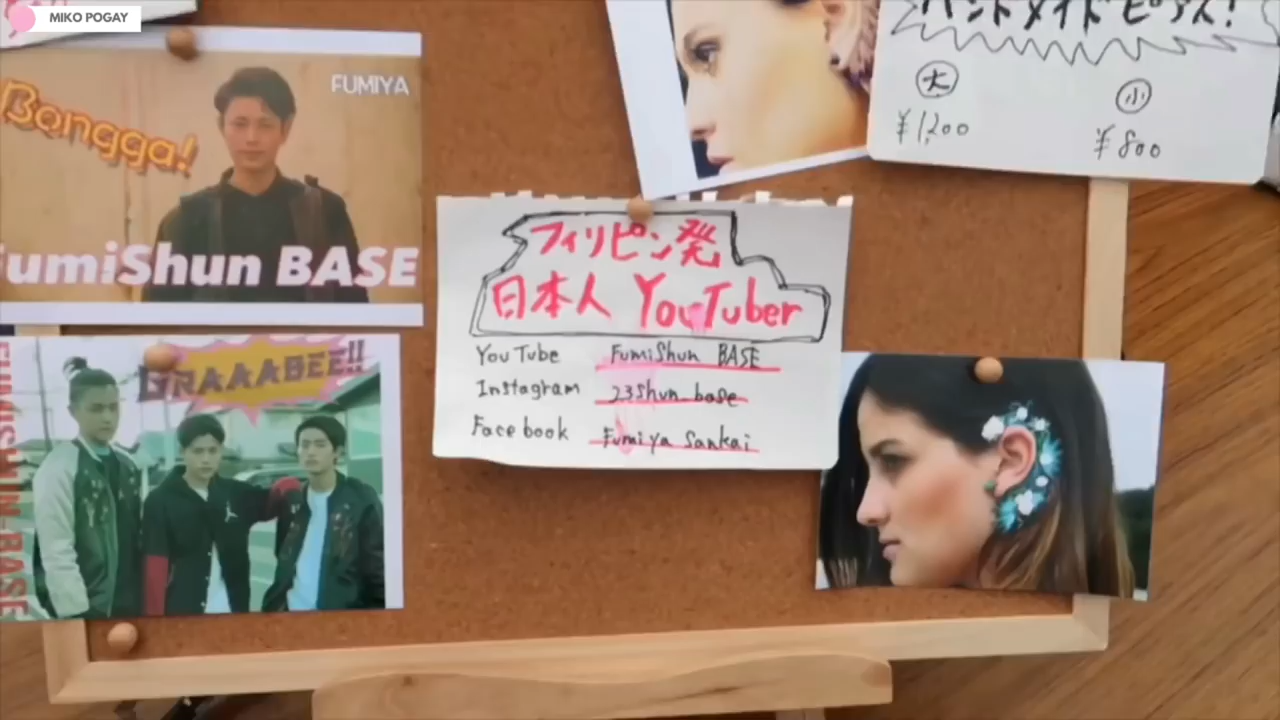 MIKO POGAY
Bongga!
FUMIYA
FumiShun BASE
GRAAABEE!!
FUMISHUN BASE
ハンドメイドピアス!
大
¥1,200
小
¥800
フィリピン発
日本人 YouTuber
YouTube FumiShun BASE
Instagram 23shun_base
Facebook Fumiya Sankai